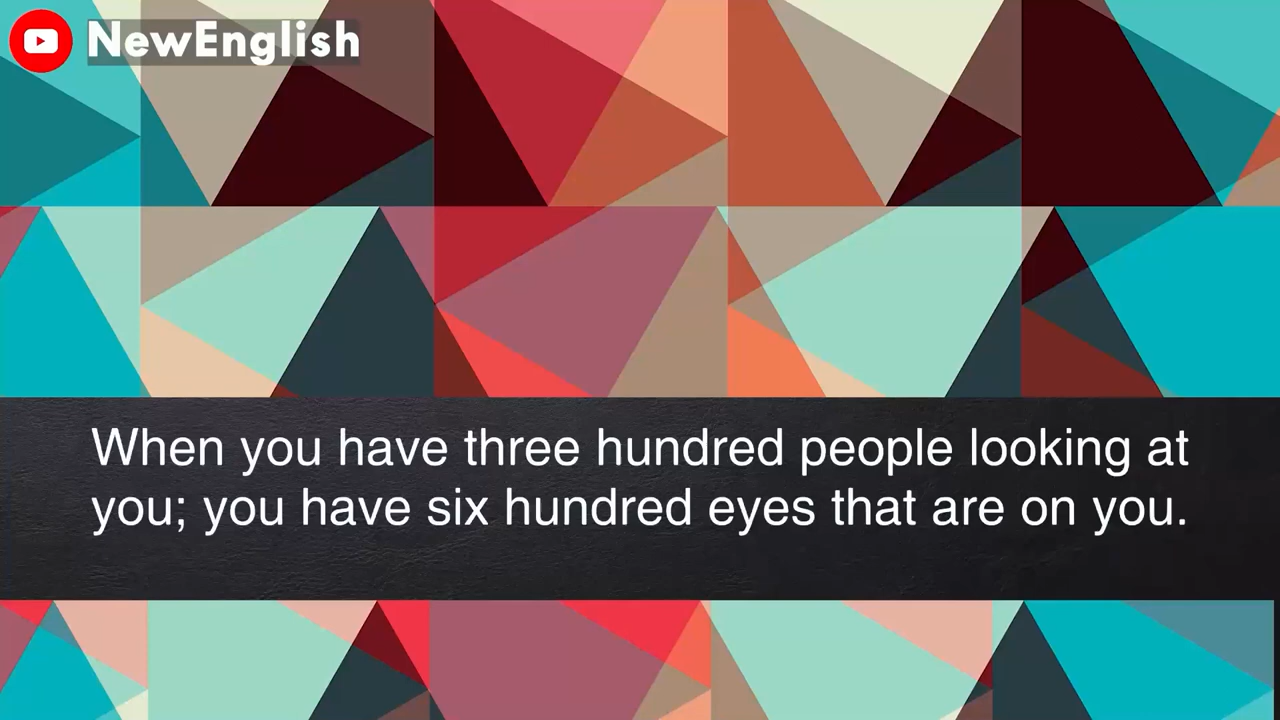 NewEnglish
When you have three hundred people looking at
you; you have six hundred eyes that are on you.